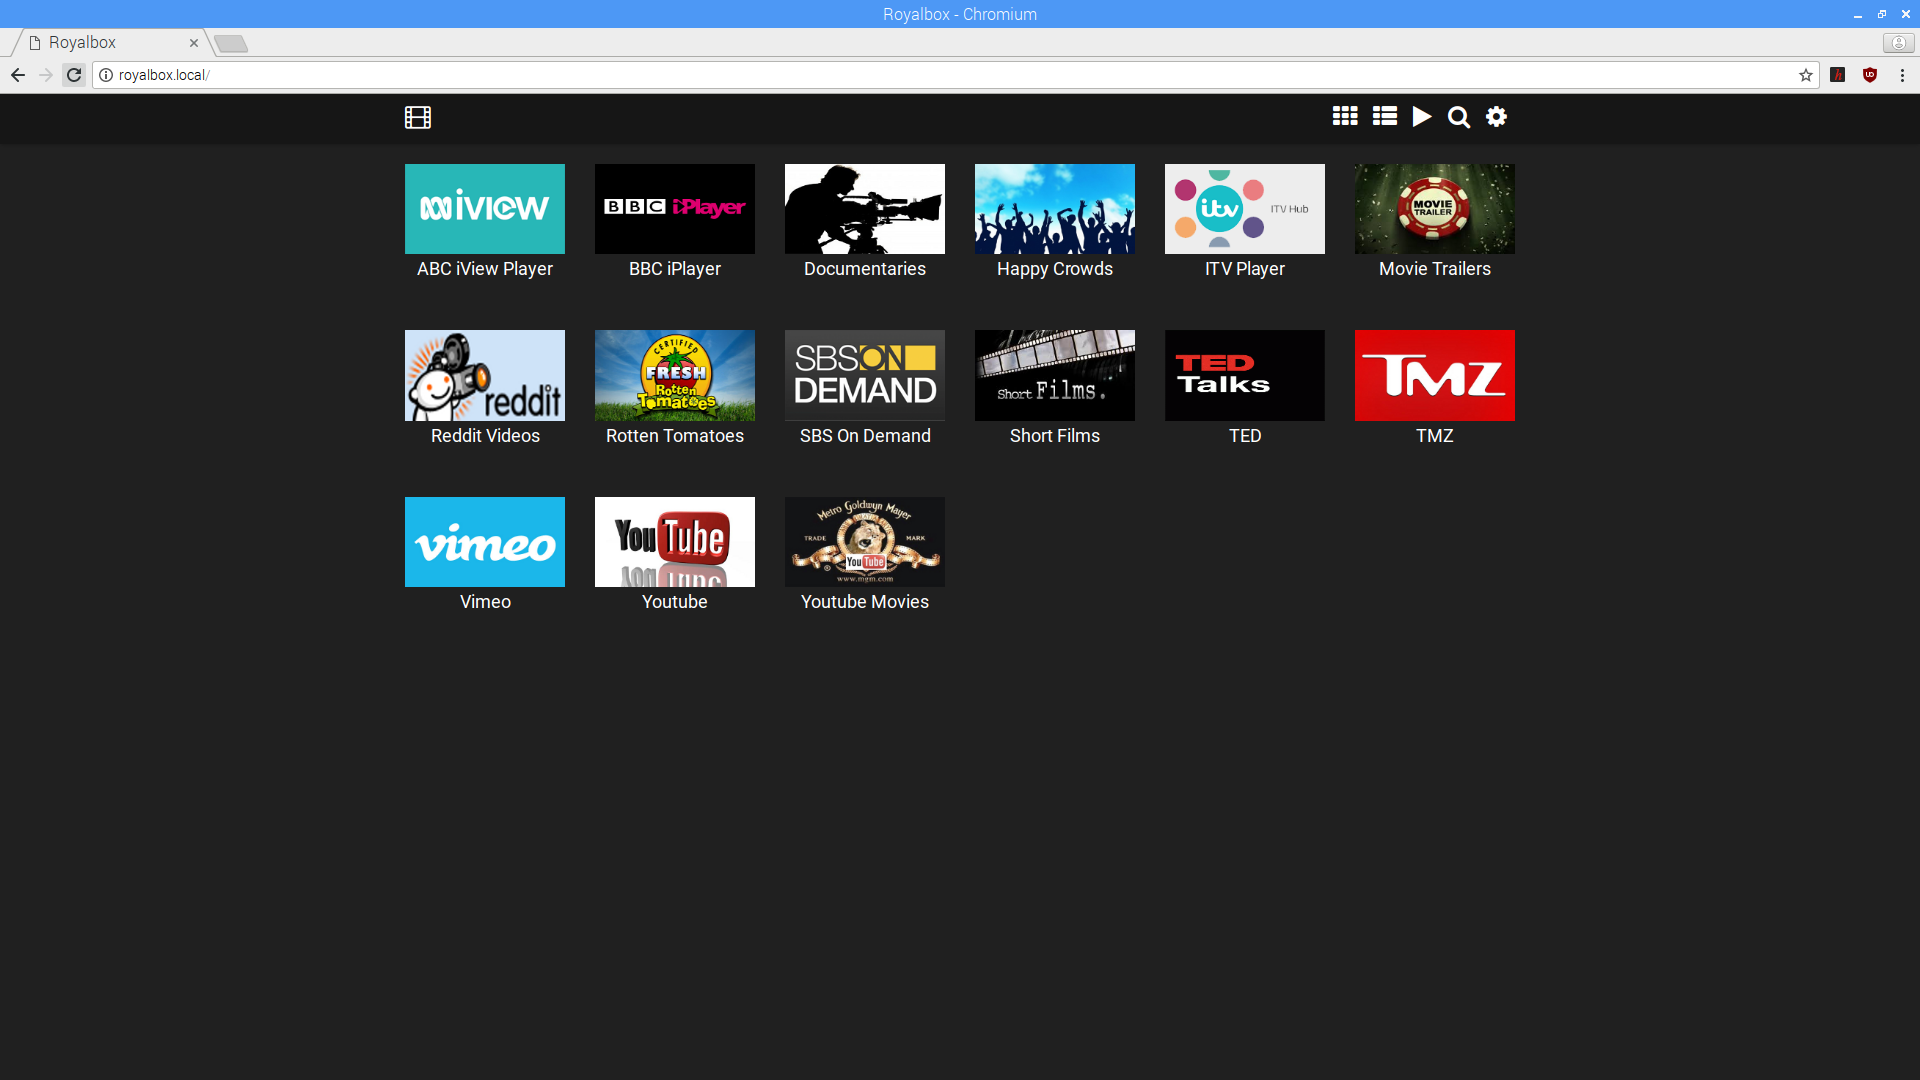 Royalbox - Chromium
Royalbox
royalbox.local/
iview
BBC iPlayer
itv
ITV Hub
MOVIE
TRAILER
ABC iView Player
BBC iPlayer
Documentaries
Happy Crowds
ITV Player
Movie Trailers
reddit
CERTIFIED
FRESH
Rotten
Tomatoes
SBS ON
DEMAND
Short Films.
TED
Talks
TMZ
Reddit Videos
Rotten Tomatoes
SBS On Demand
Short Films
TED
TMZ
vimeo
YouTube
Metro Goldwyn Mayer
TRADE MARK
YouTube
www.mgm.com
Vimeo
Youtube
Youtube Movies